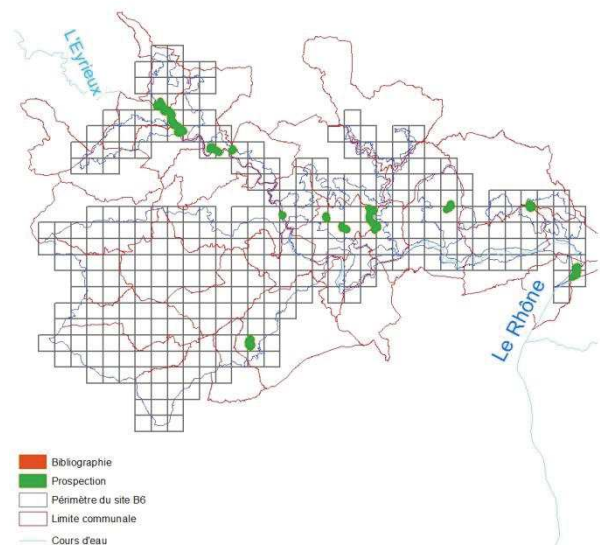 L'Eyrieux
Le Rhône
Bibliographie
Prospection
Périmètre du site B6
Limite communale
Cours d'eau